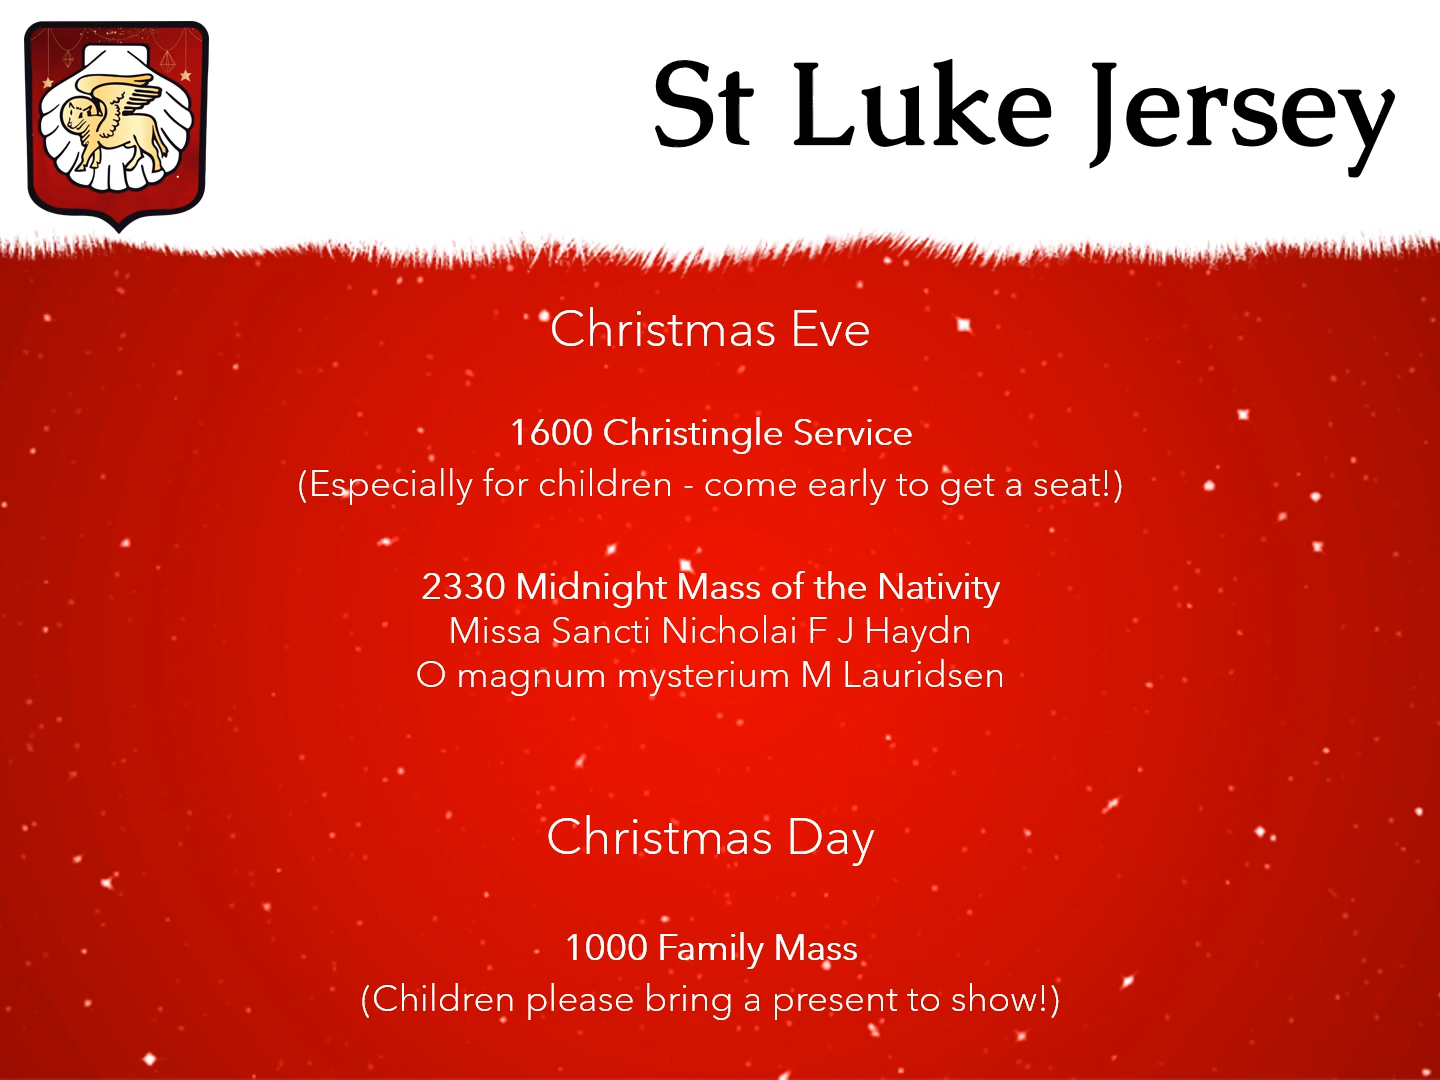 St Luke Jersey
Christmas Eve
1600 Christingle Service
(Especially for children - come early to get a seat!)
2330 Midnight Mass of the Nativity
Missa Sancti Nicholai F J Haydn
O magnum mysterium M Lauridsen
Christmas Day
1000 Family Mass
(Children please bring a present to show!)